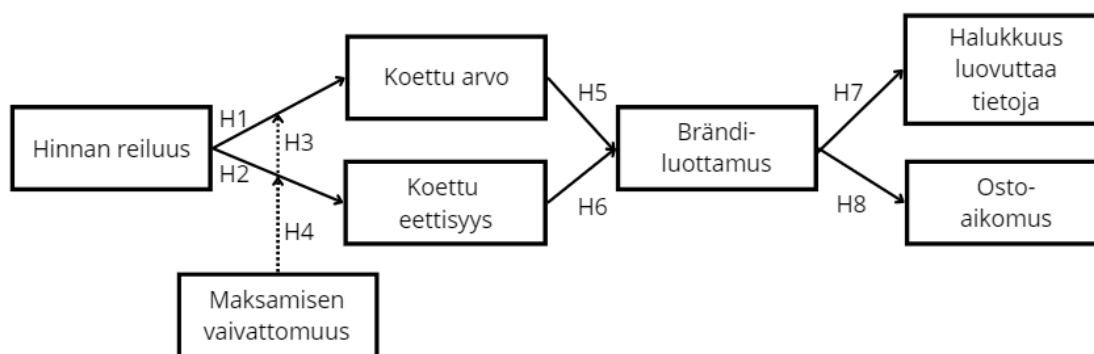 Hinnan reiluus
H1
H2
H3
H4
Maksamisen
vaivattomuus
Koettu arvo
Koettu
eettisyys
H5
H6
Brändi-
luottamus
H7
H8
Halukkuus
luovuttaa
tietoja
Osto-
aikomus